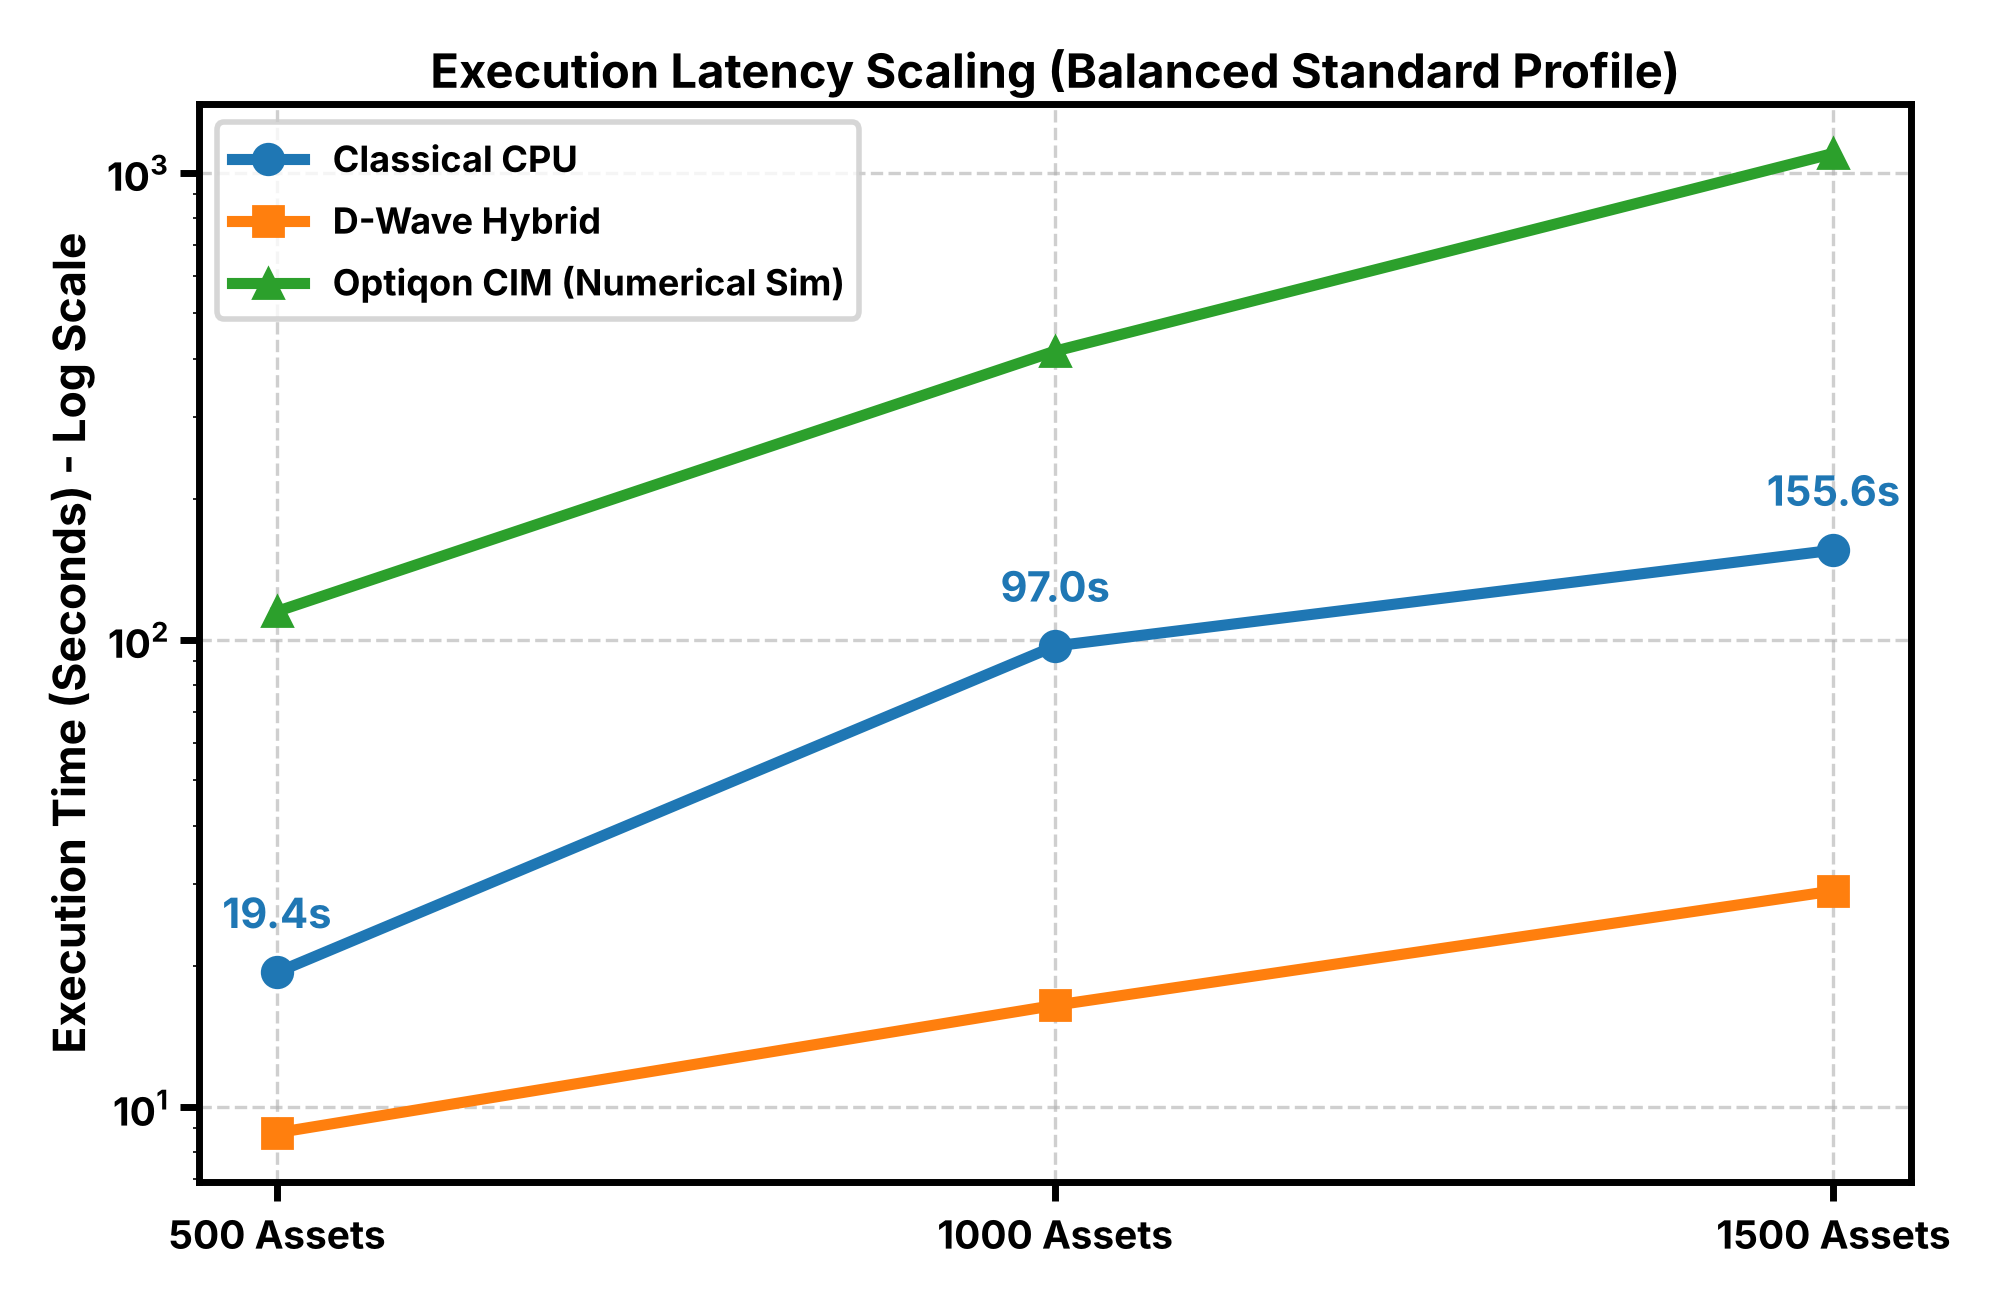 Execution Latency Scaling (Balanced Standard Profile)
Classical CPU
D-Wave Hybrid
Optiqon CIM (Numerical Sim)
Execution Time (Seconds) - Log Scale
10³
10²
10¹
19.4s
97.0s
155.6s
500 Assets
1000 Assets
1500 Assets